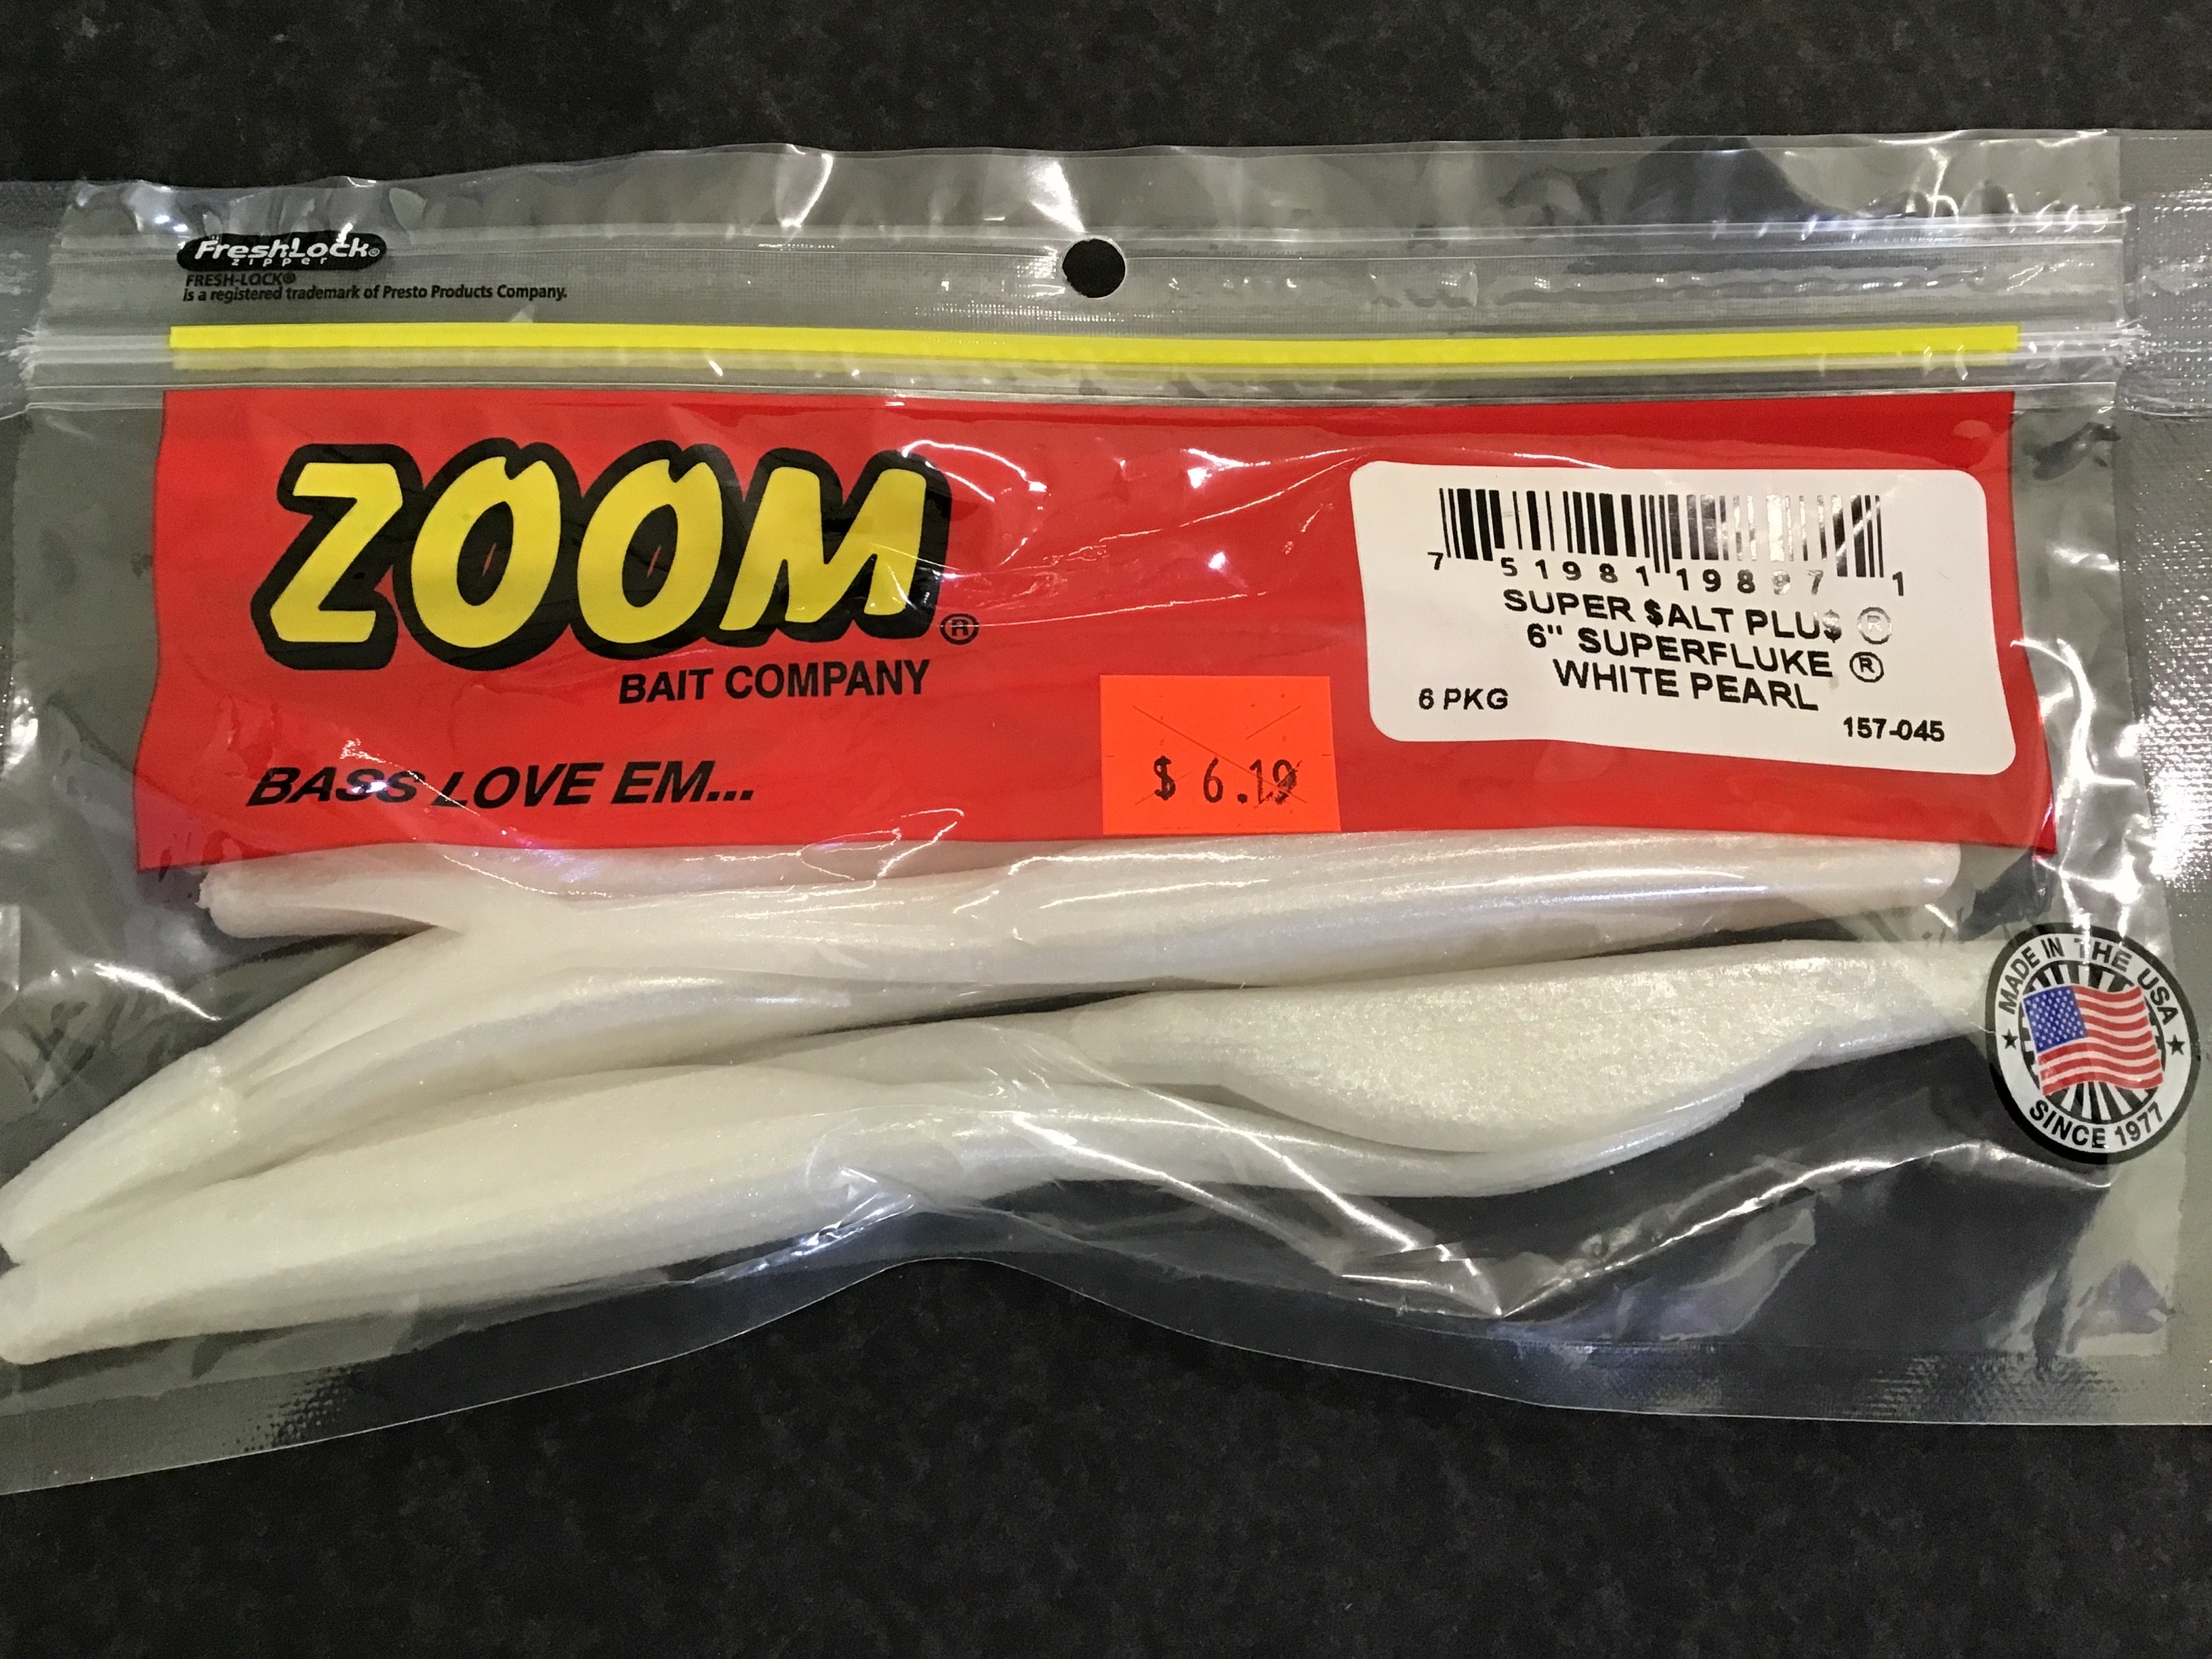 FreshLock®
zipper
FRESH-LOCK®
is a registered trademark of Presto Products Company.
ZOOM®
BAIT COMPANY
BASS LOVE EM...
$ 6.19
7 51981 19897 1
SUPER $ALT PLU$ ®
6" SUPERFLUKE ®
WHITE PEARL
6 PKG
157-045
MADE IN THE USA
SINCE 1977